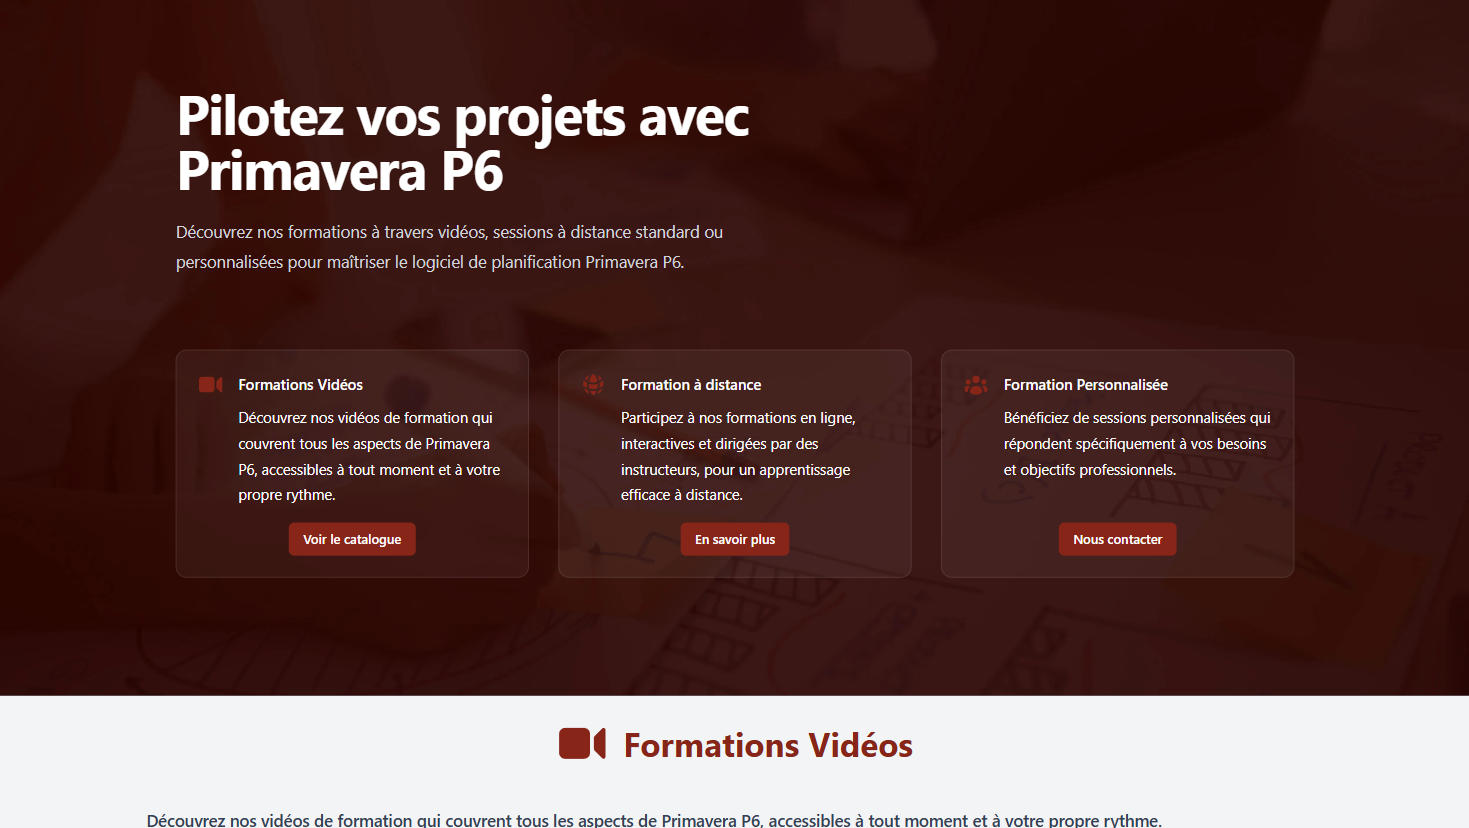 Pilotez vos projets avec
Primavera P6
Découvrez nos formations à travers vidéos, sessions à distance standard ou
personnalisées pour maîtriser le logiciel de planification Primavera P6.
Formations Vidéos
Découvrez nos vidéos de formation qui
couvrent tous les aspects de Primavera
P6, accessibles à tout moment et à votre
propre rythme.
Voir le catalogue
Formation à distance
Participez à nos formations en ligne,
interactives et dirigées par des
instructeurs, pour un apprentissage
efficace à distance.
En savoir plus
Formation Personnalisée
Bénéficiez de sessions personnalisées qui
répondent spécifiquement à vos besoins
et objectifs professionnels.
Nous contacter
Formations Vidéos
Découvrez nos vidéos de formation qui couvrent tous les aspects de Primavera P6, accessibles à tout moment et à votre propre rythme.